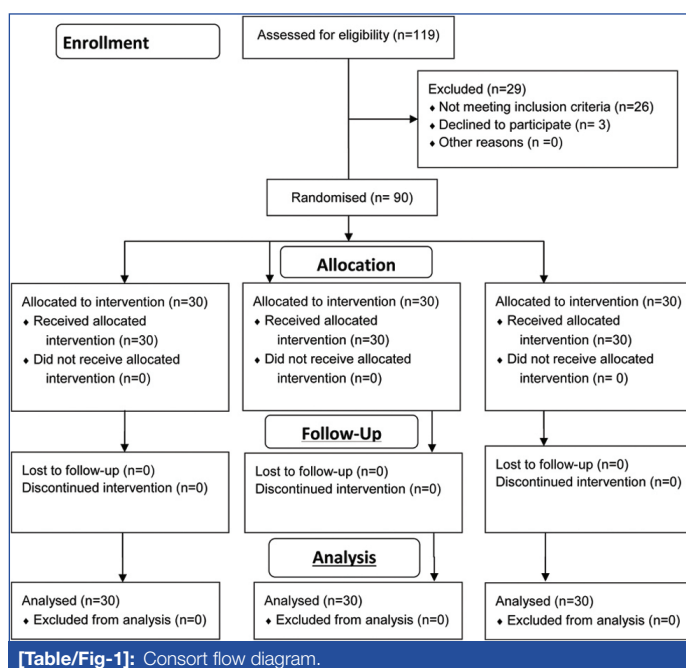 Enrollment
Assessed for eligibility (n=119)
Excluded (n=29)
♦ Not meeting inclusion criteria (n=26)
♦ Declined to participate (n= 3)
♦ Other reasons (n =0)
Randomised (n= 90)
Allocation
Allocated to intervention (n=30)
♦ Received allocated
intervention (n=30)
♦ Did not receive allocated
intervention (n=0)
Allocated to intervention (n=30)
♦ Received allocated
intervention (n=30)
♦ Did not receive allocated
intervention (n=0)
Allocated to intervention (n=30)
♦ Received allocated
intervention (n=30)
♦ Did not receive allocated
intervention (n= 0)
Follow-Up
Lost to follow-up (n=0)
Discontinued intervention (n=0)
Lost to follow-up (n=0)
Discontinued intervention (n=0)
Lost to follow-up (n=0)
Discontinued intervention (n=0)
Analysis
Analysed (n=30)
♦ Excluded from analysis (n=0)
Analysed (n=30)
♦ Excluded from analysis (n=0)
Analysed (n=30)
♦ Excluded from analysis (n=0)
[Table/Fig-1]: Consort flow diagram.